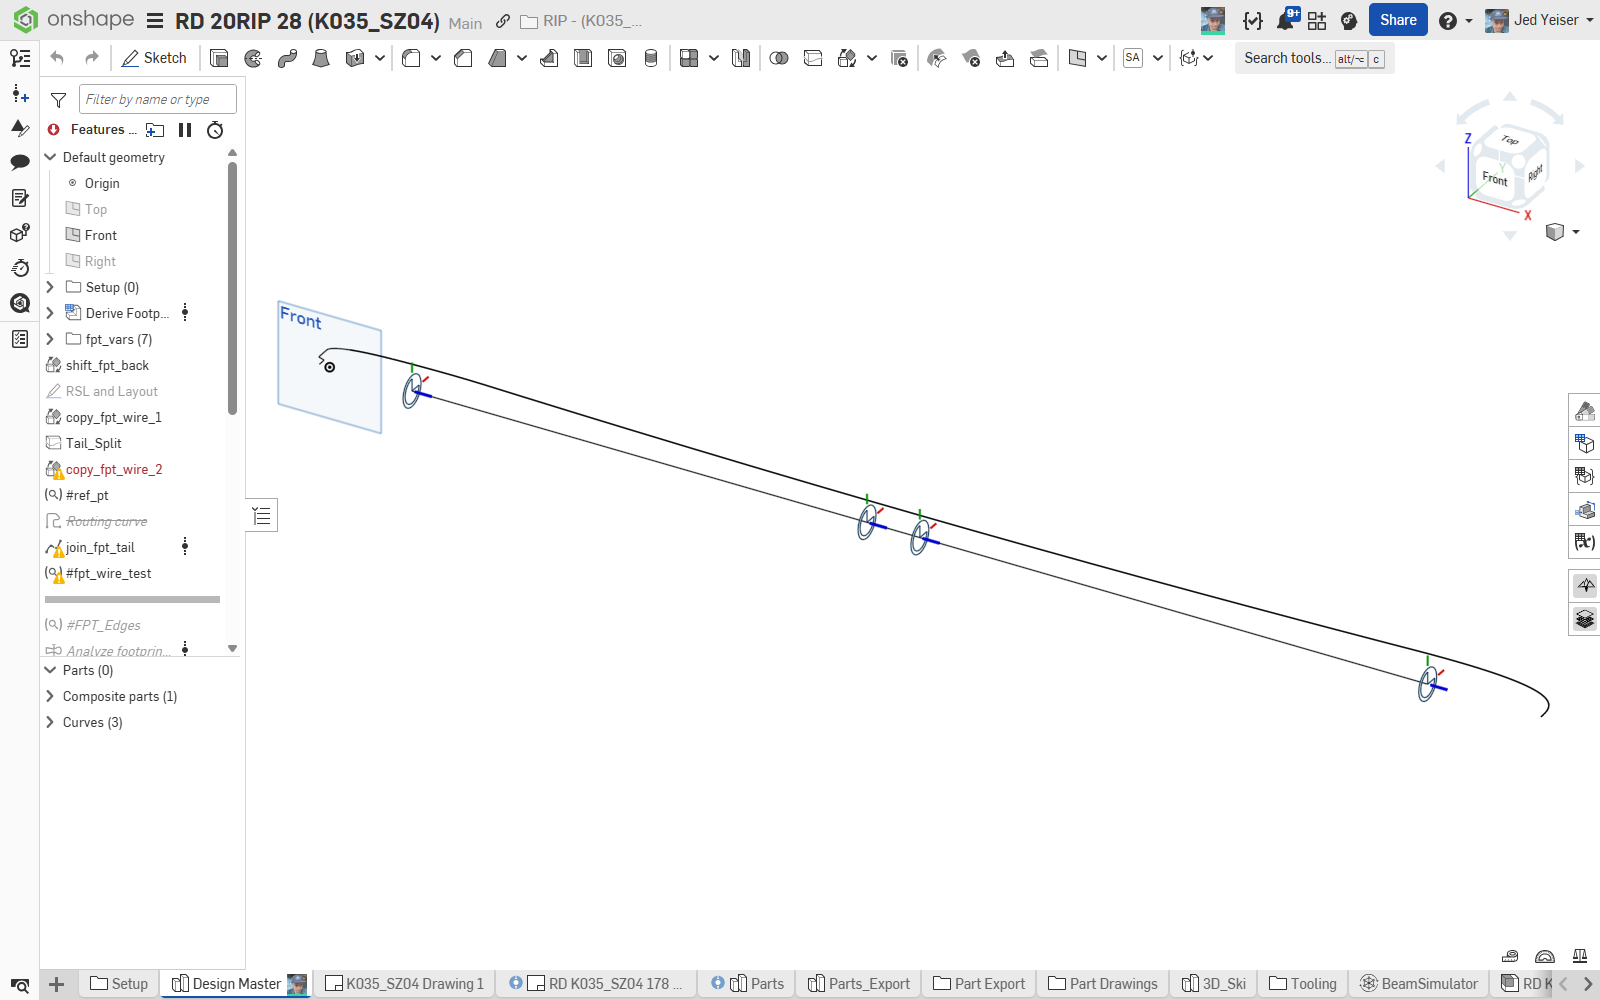 onshape RD 20RIP 28 (K035_SZ04) Main RIP - (K035_... 9+ Share Jed Yeiser
Sketch SA Search tools... alt/⌥ c
Filter by name or type
Features ...
Default geometry
Origin
Top
Front
Right
Setup (0)
Derive Footp...
fpt_vars (7)
shift_fpt_back
RSL and Layout
copy_fpt_wire_1
Tail_Split
copy_fpt_wire_2
#ref_pt
Routing curve
join_fpt_tail
#fpt_wire_test
#FPT_Edges
Analyze footprin...
Parts (0)
Composite parts (1)
Curves (3)
Front
Z
Top
Y
Front
Right
X
Setup Design Master K035_SZ04 Drawing 1 RD K035_SZ04 178 ... Parts Parts_Export Part Export Part Drawings 3D_Ski Tooling BeamSimulator RD K